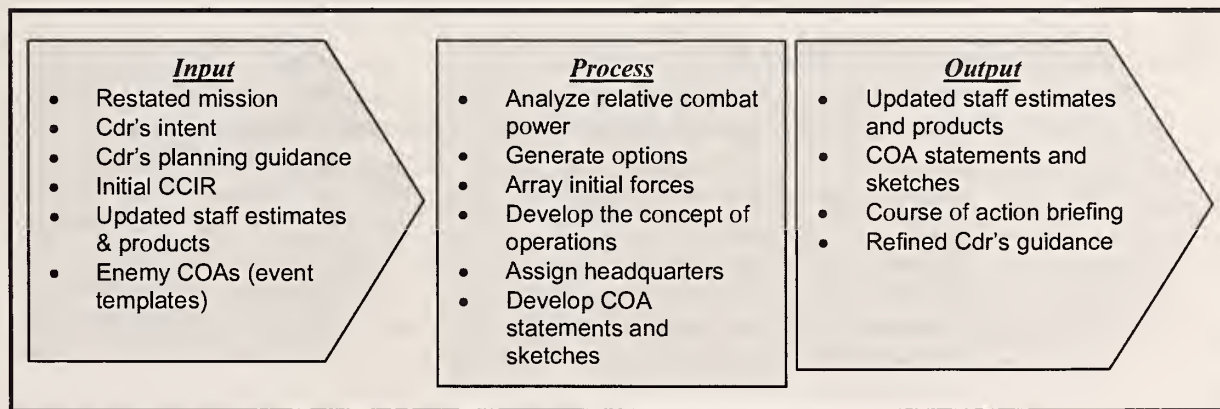 Input
• Restated mission
• Cdr's intent
• Cdr's planning guidance
• Initial CCIR
• Updated staff estimates
& products
• Enemy COAs (event
templates)
Process
• Analyze relative combat
power
• Generate options
• Array initial forces
• Develop the concept of
operations
• Assign headquarters
• Develop COA
statements and
sketches
Output
• Updated staff estimates
and products
• COA statements and
sketches
• Course of action briefing
• Refined Cdr's guidance